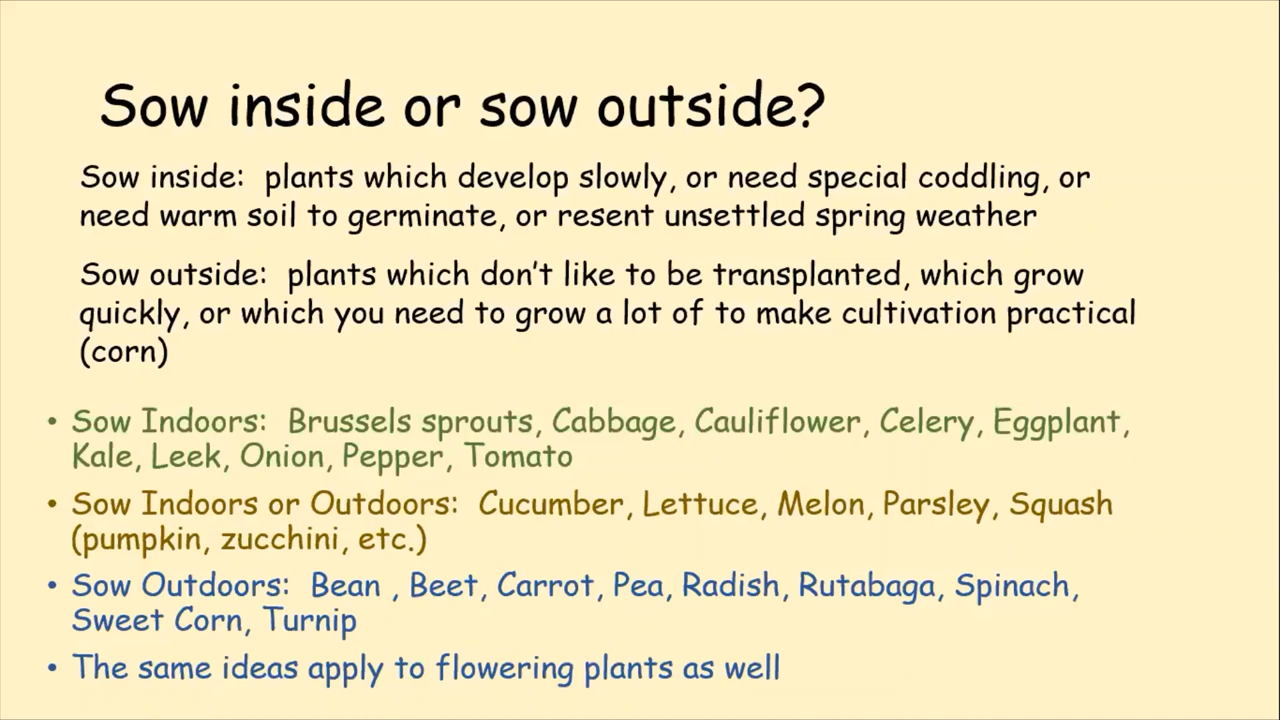 Sow inside or sow outside?
Sow inside:  plants which develop slowly, or need special coddling, or
need warm soil to germinate, or resent unsettled spring weather
Sow outside:  plants which don't like to be transplanted, which grow
quickly, or which you need to grow a lot of to make cultivation practical
(corn)
• Sow Indoors:  Brussels sprouts, Cabbage, Cauliflower, Celery, Eggplant,
Kale, Leek, Onion, Pepper, Tomato
• Sow Indoors or Outdoors:  Cucumber, Lettuce, Melon, Parsley, Squash
(pumpkin, zucchini, etc.)
• Sow Outdoors:  Bean , Beet, Carrot, Pea, Radish, Rutabaga, Spinach,
Sweet Corn, Turnip
• The same ideas apply to flowering plants as well